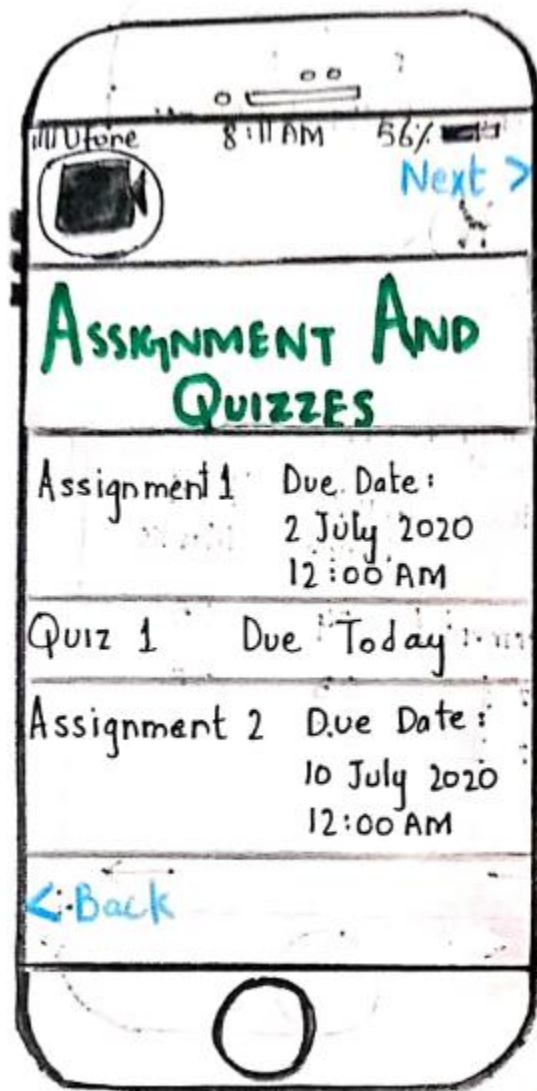 Ufone 8:11 AM 56%
Next >
ASSIGNMENT AND
QUIZZES
Assignment 1 Due Date:
2 July 2020
12:00 AM
Quiz 1 Due Today
Assignment 2 Due Date:
10 July 2020
12:00 AM
< Back